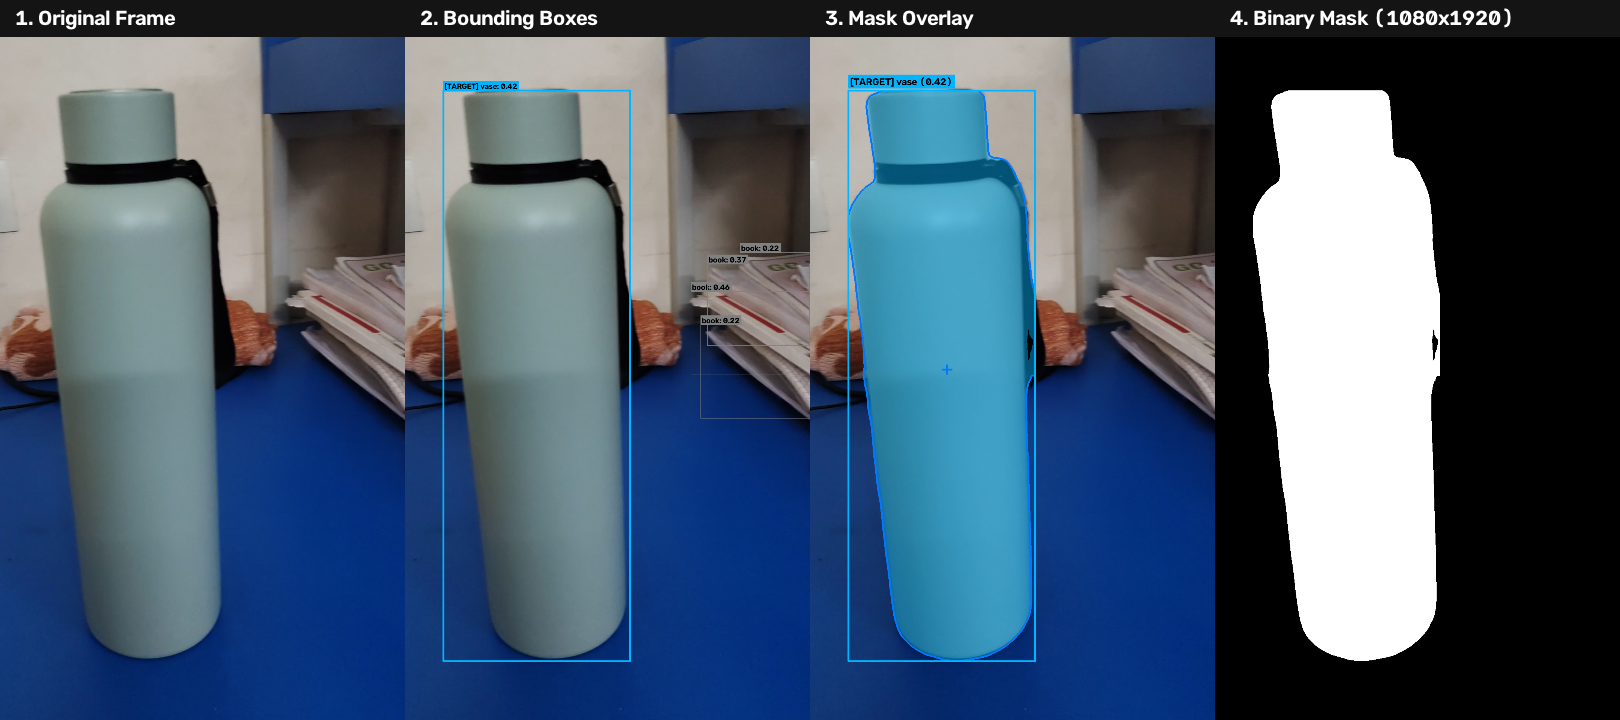 1. Original Frame
2. Bounding Boxes
3. Mask Overlay
4. Binary Mask (1080x1920)
[TARGET] vase: 0.42
book: 0.22
book: 0.37
book: 0.46
book: 0.22
[TARGET] vase (0.42)